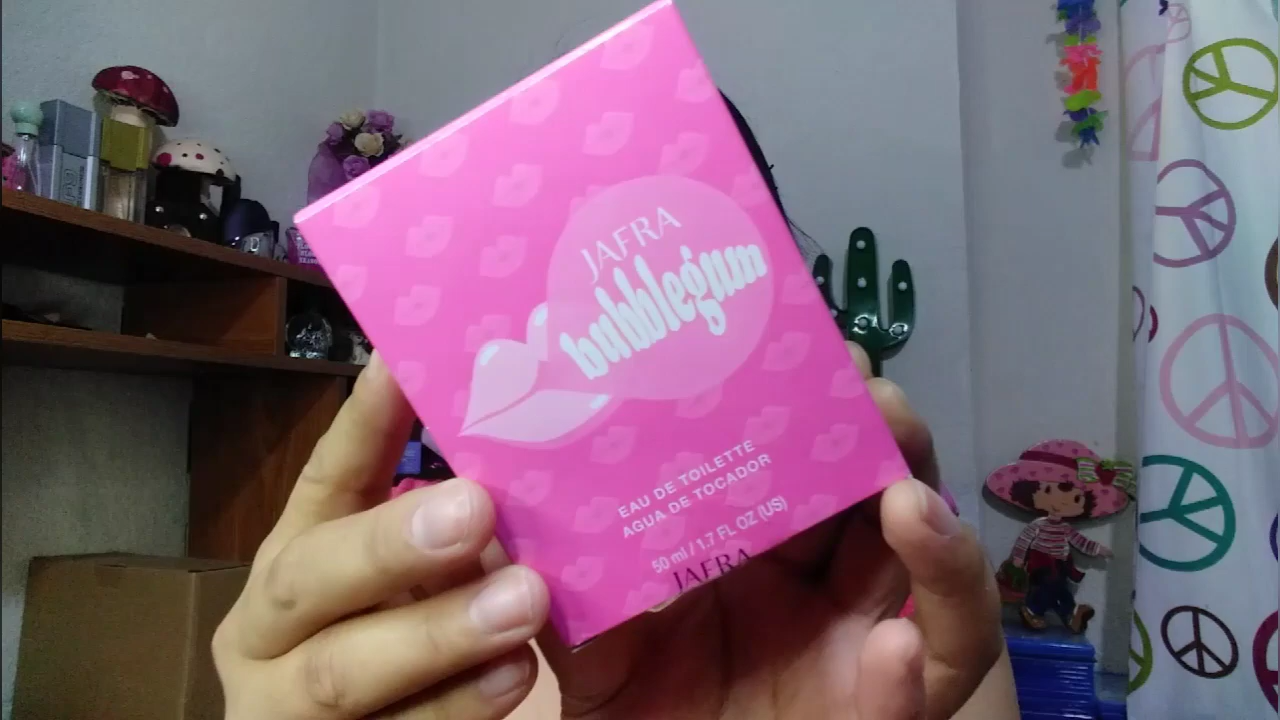 JAFRA
bubblegum
EAU DE TOILETTE
AGUA DE TOCADOR
50 ml / 1.7 FL OZ (US)
JAFRA